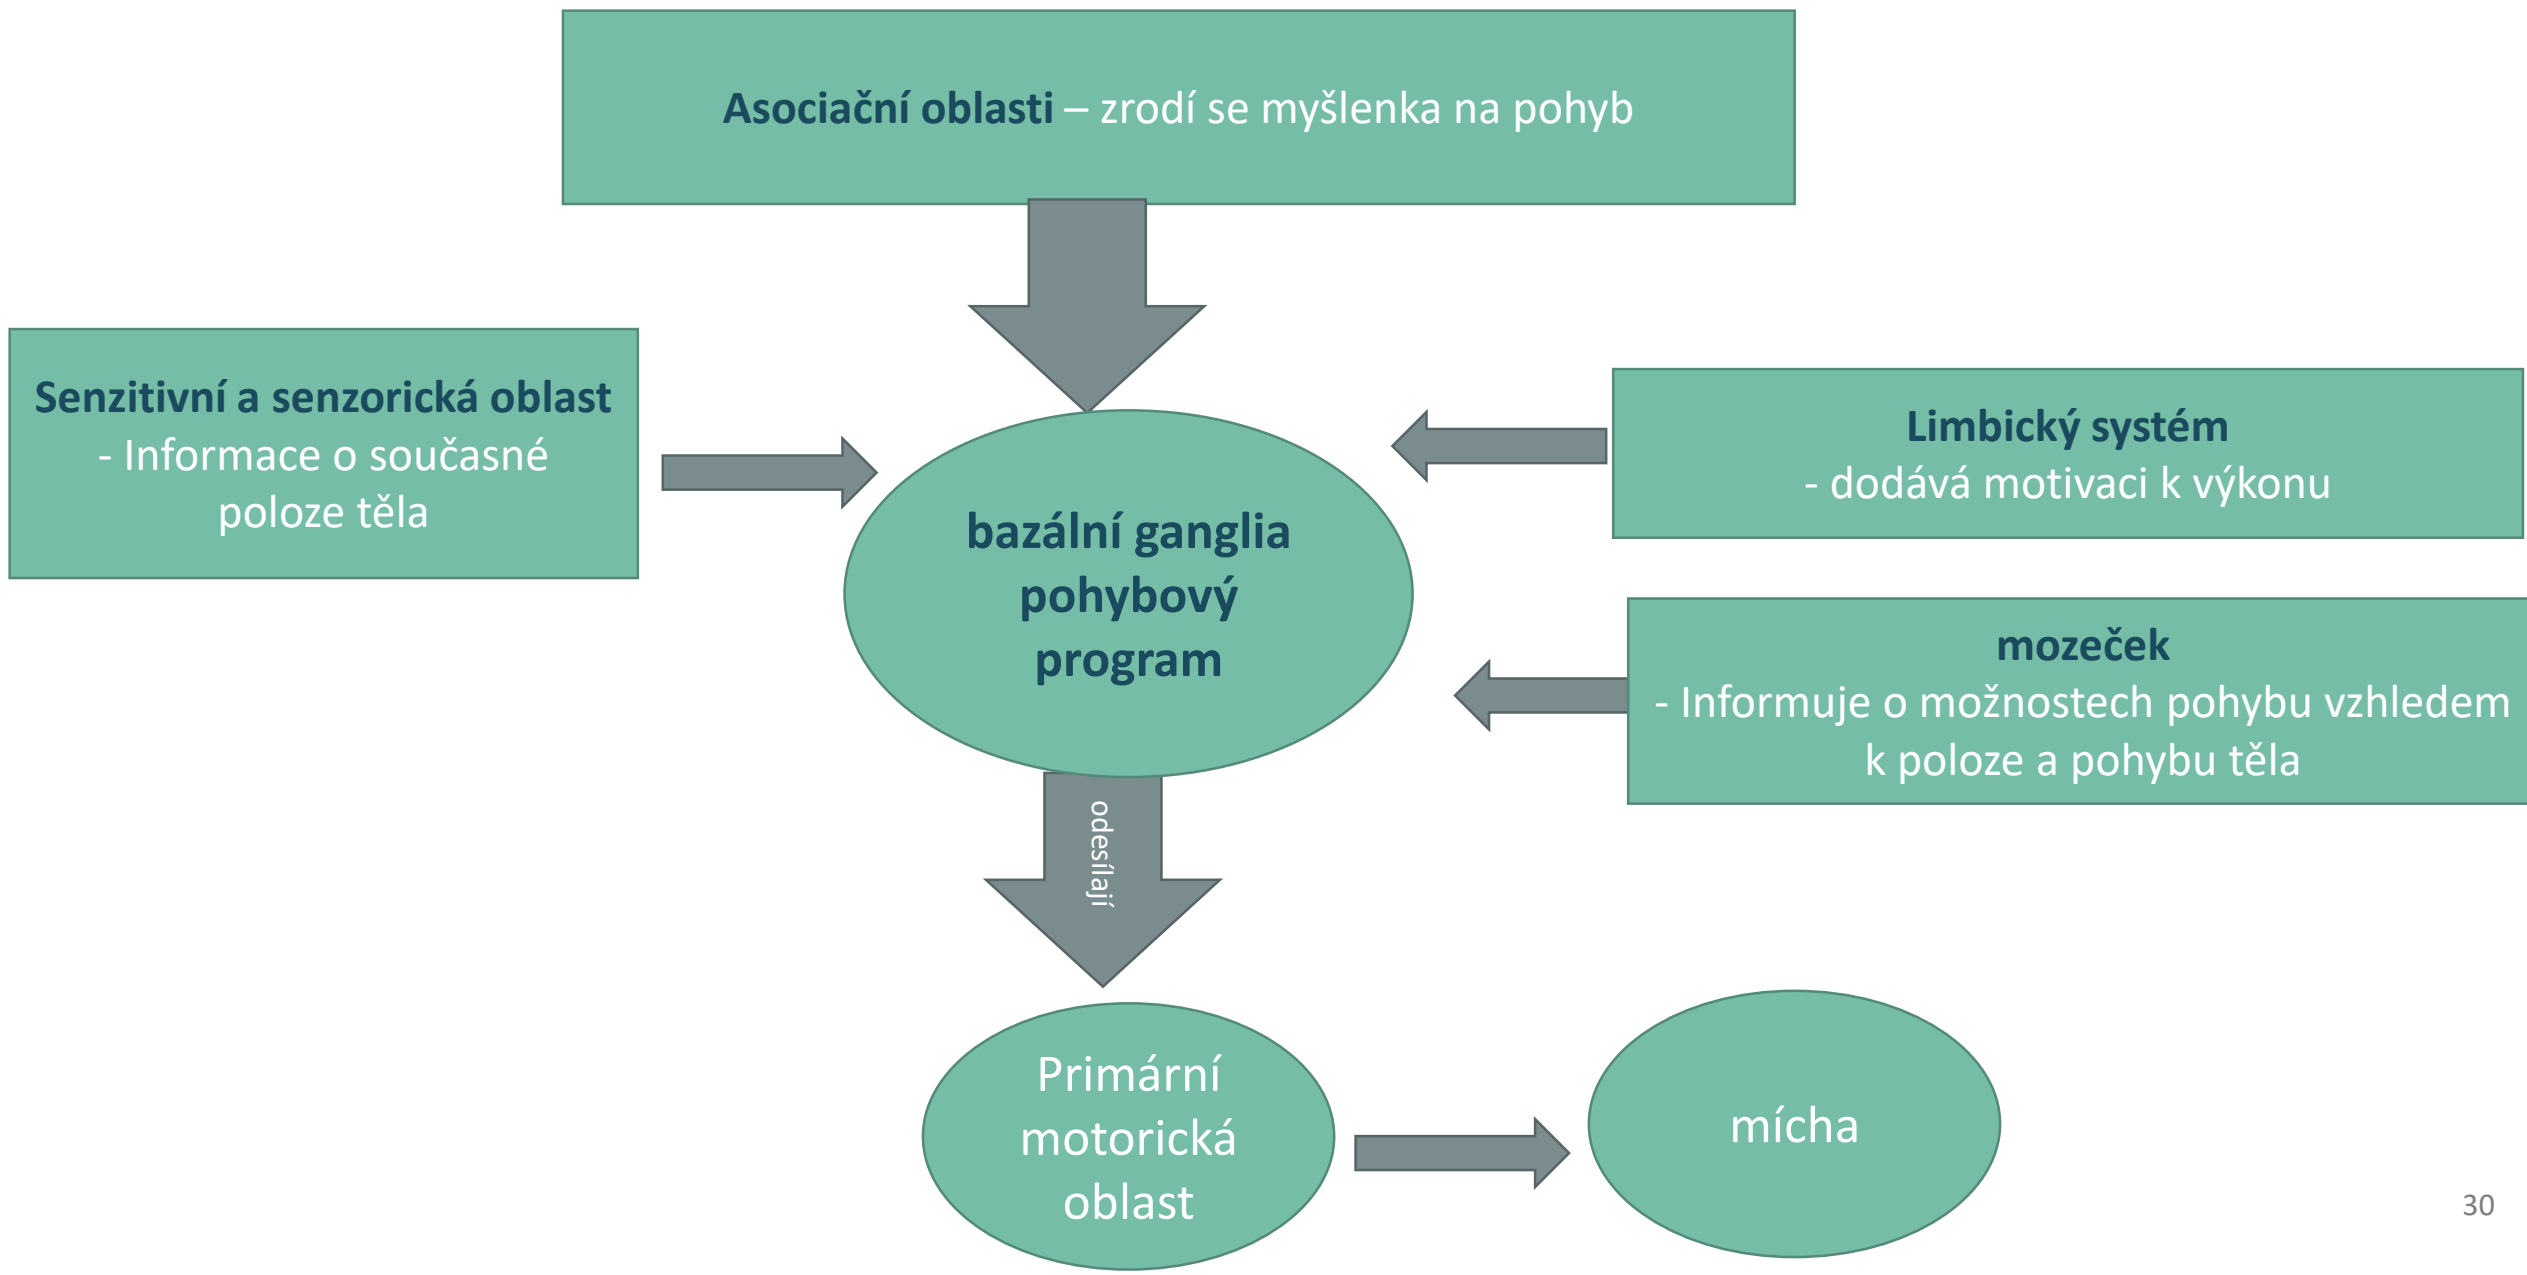 Asociační oblasti – zrodí se myšlenka na pohyb
Senzitivní a senzorická oblast
- Informace o současné
poloze těla
Limbický systém
- dodává motivaci k výkonu
bazální ganglia
pohybový
program
mozeček
- Informuje o možnostech pohybu vzhledem
k poloze a pohybu těla
odesílají
Primární
motorická
oblast
mícha
30